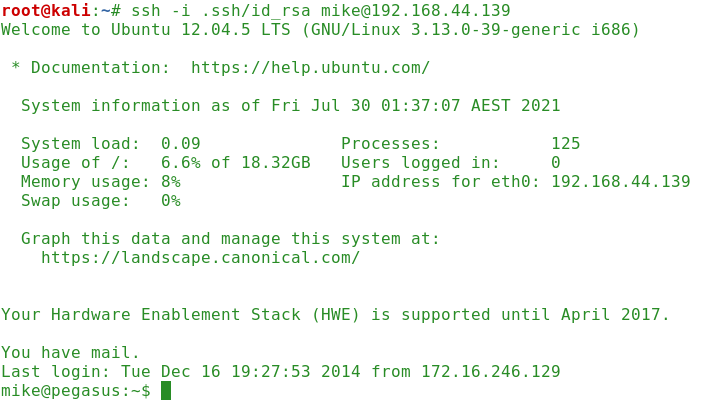 root@kali:~# ssh -i .ssh/id_rsa mike@192.168.44.139
Welcome to Ubuntu 12.04.5 LTS (GNU/Linux 3.13.0-39-generic i686)
* Documentation:  https://help.ubuntu.com/
System information as of Fri Jul 30 01:37:07 AEST 2021
System load:  0.09              Processes:           125
Usage of /:   6.6% of 18.32GB   Users logged in:     0
Memory usage: 8%                IP address for eth0: 192.168.44.139
Swap usage:   0%
Graph this data and manage this system at:
https://landscape.canonical.com/
Your Hardware Enablement Stack (HWE) is supported until April 2017.
You have mail.
Last login: Tue Dec 16 19:27:53 2014 from 172.16.246.129
mike@pegasus:~$